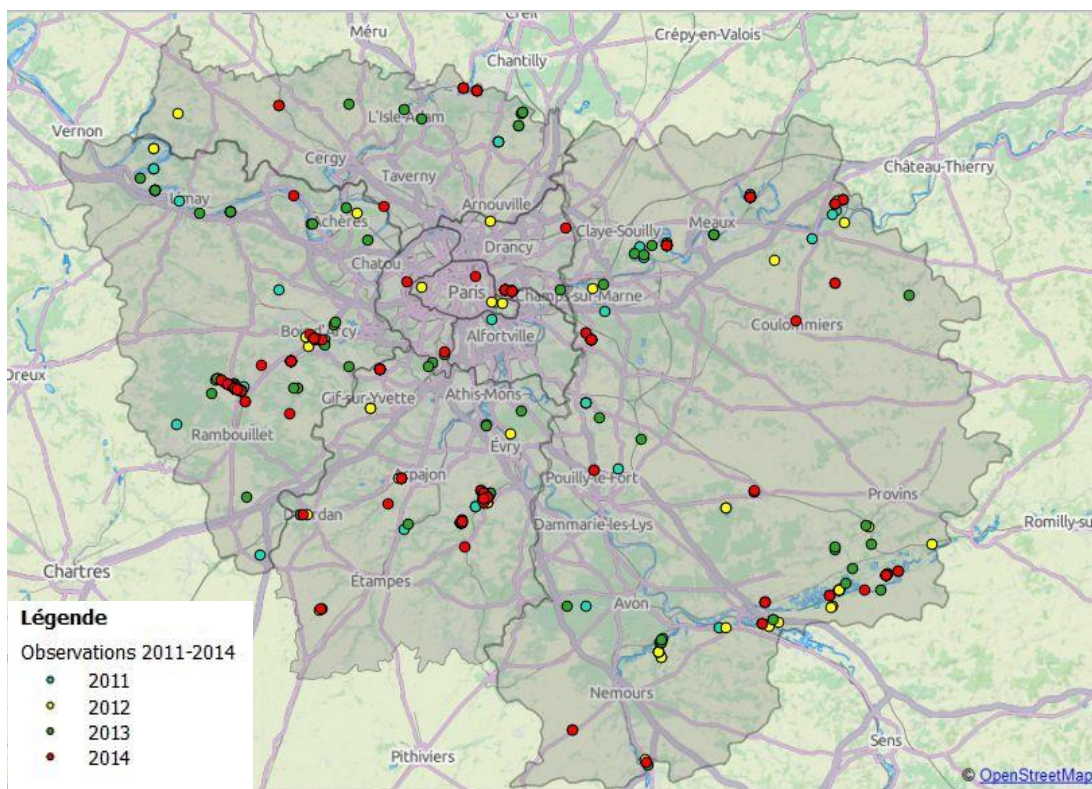 Creil
Méru
Crépy-en-Valois
Chantilly
L'Isle-Adam
Vernon
Cergy
Château-Thierry
Taverny
Limay
Arnouville
Achères
Claye-Souilly
Meaux
Drancy
Chatou
Paris
Champs-sur-Marne
Bois-d'Arcy
Alfortville
Coulommiers
Dreux
Gif-sur-Yvette
Athis-Mons
Rambouillet
Évry
Arpajon
Pouilly-le-Fort
Provins
Dourdan
Dammarie-les-Lys
Romilly-su
Chartres
Étampes
Avon
Légende
Observations 2011-2014
2011
2012
2013
2014
Nemours
Sens
Pithiviers
© OpenStreetMap